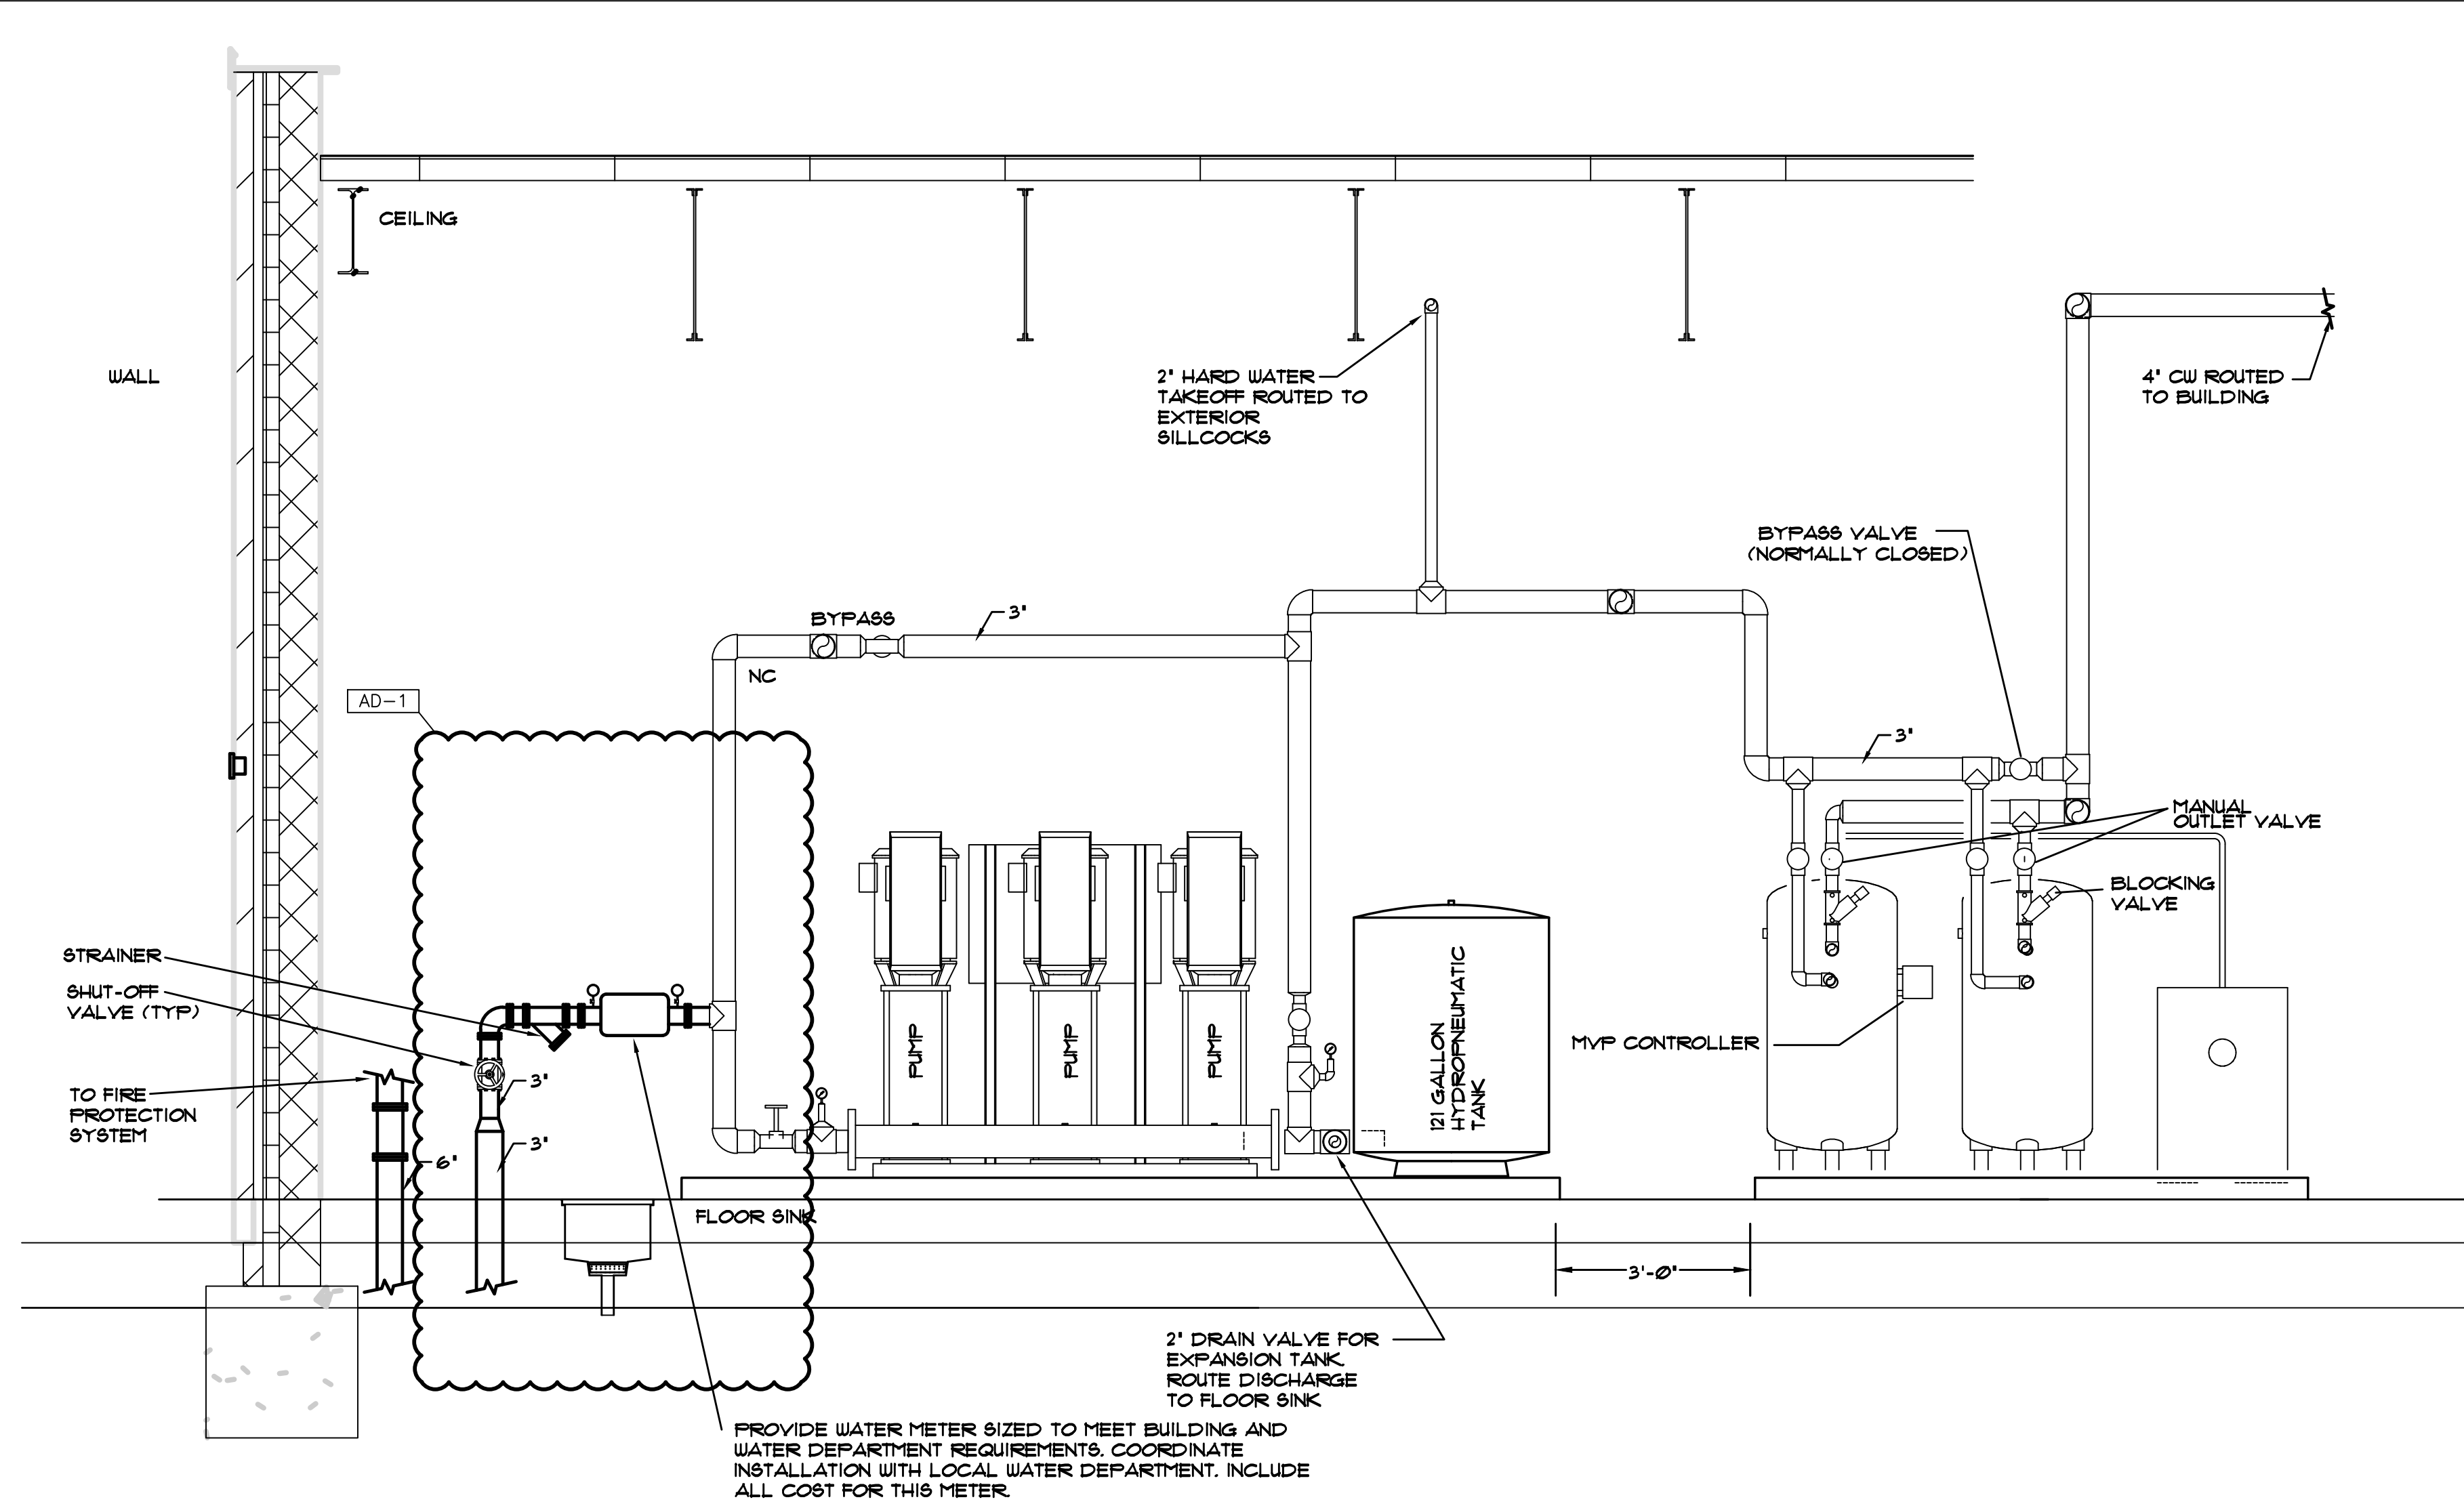 CEILING
WALL
2" HARD WATER
TAKEOFF ROUTED TO
EXTERIOR
SILLCOCKS
4" CW ROUTED
TO BUILDING
BYPASS VALVE
(NORMALLY CLOSED)
BYPASS
3"
NC
AD-1
3"
MANUAL
OUTLET VALVE
BLOCKING
VALVE
STRAINER
SHUT-OFF
VALVE (TYP)
TO FIRE
PROTECTION
SYSTEM
3"
3"
6"
PUMP
PUMP
PUMP
121 GALLON
HYDROPNEUMATIC
TANK
MVP CONTROLLER
FLOOR SINK
3'-0"
2" DRAIN VALVE FOR
EXPANSION TANK.
ROUTE DISCHARGE
TO FLOOR SINK
PROVIDE WATER METER SIZED TO MEET BUILDING AND
WATER DEPARTMENT REQUIREMENTS. COORDINATE
INSTALLATION WITH LOCAL WATER DEPARTMENT. INCLUDE
ALL COST FOR THIS METER.